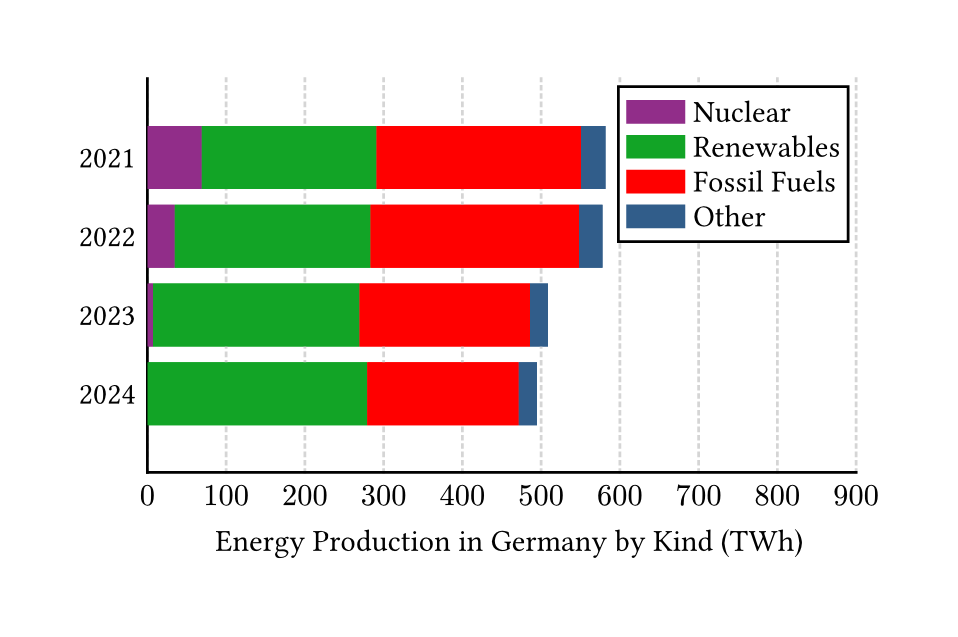 Nuclear
Renewables
Fossil Fuels
Other
2021
2022
2023
2024
0 100 200 300 400 500 600 700 800 900
Energy Production in Germany by Kind (TWh)